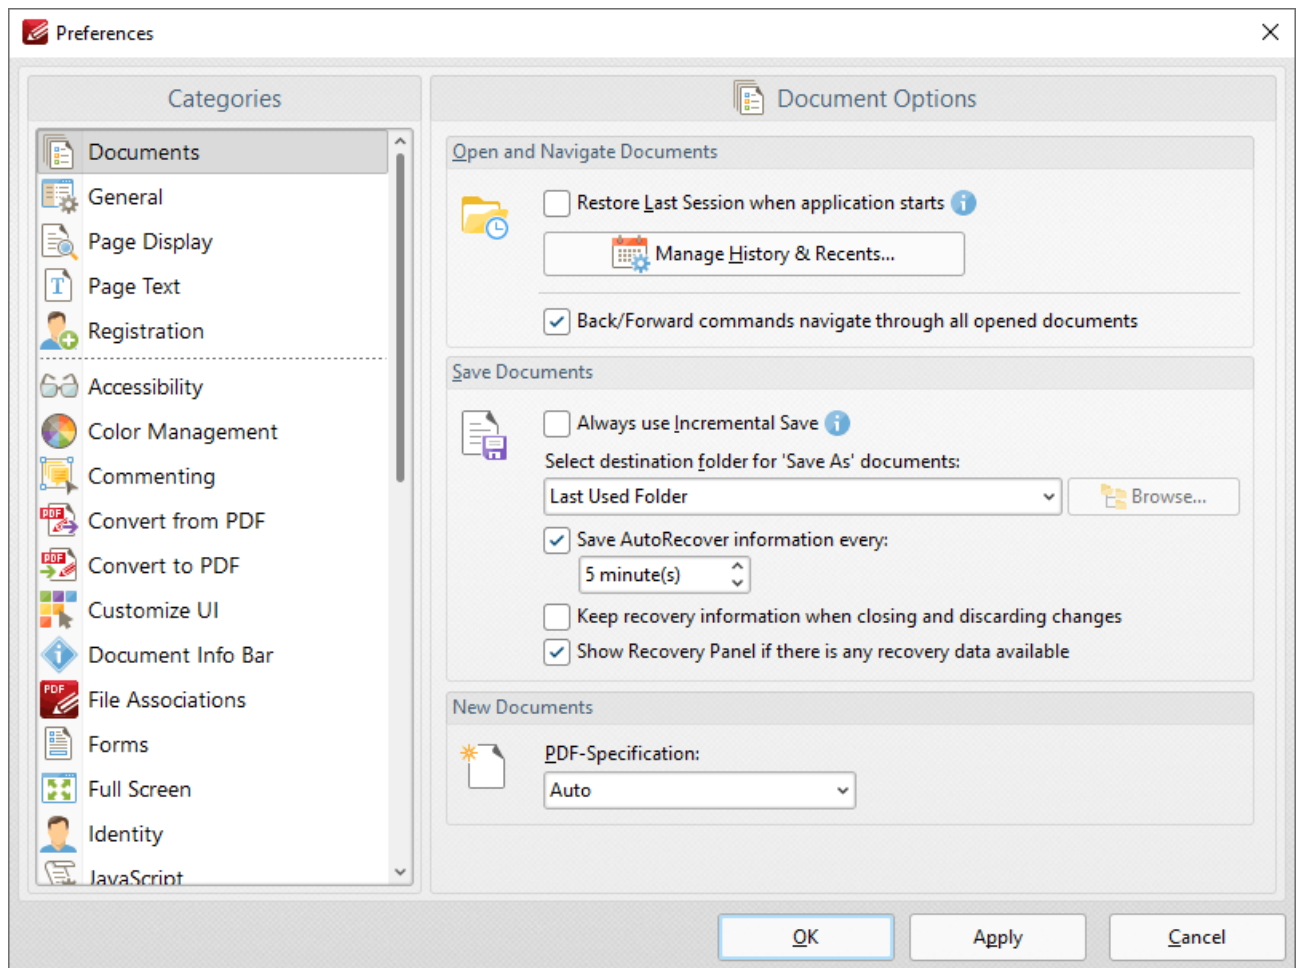 Preferences
Categories
Documents
General
Page Display
Page Text
Registration
Accessibility
Color Management
Commenting
Convert from PDF
Convert to PDF
Customize UI
Document Info Bar
File Associations
Forms
Full Screen
Identity
JavaScript
Document Options
Open and Navigate Documents
Restore Last Session when application starts
Manage History & Recents...
Back/Forward commands navigate through all opened documents
Save Documents
Always use Incremental Save
Select destination folder for 'Save As' documents:
Last Used Folder
Browse...
Save AutoRecover information every:
5 minute(s)
Keep recovery information when closing and discarding changes
Show Recovery Panel if there is any recovery data available
New Documents
PDF-Specification:
Auto
OK
Apply
Cancel